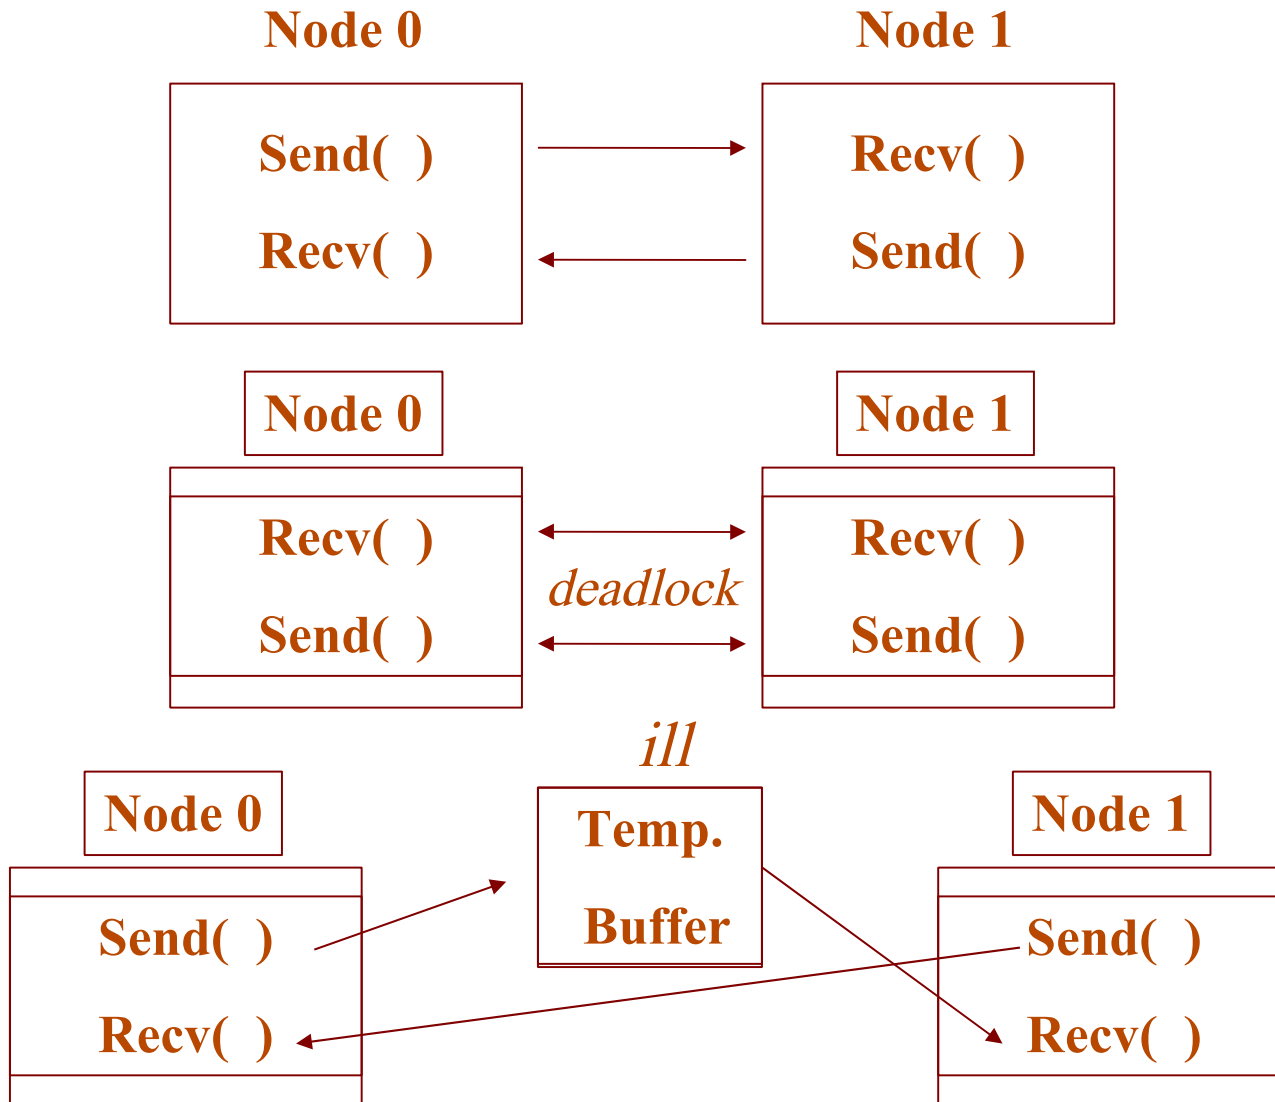 Node 0 Node 1
Send( ) Recv( )
Recv( ) Send( )
Node 0 Node 1
Recv( ) Recv( )
deadlock
Send( ) Send( )
ill
Node 0 Temp. Node 1
Send( ) Buffer Send( )
Recv( ) Recv( )